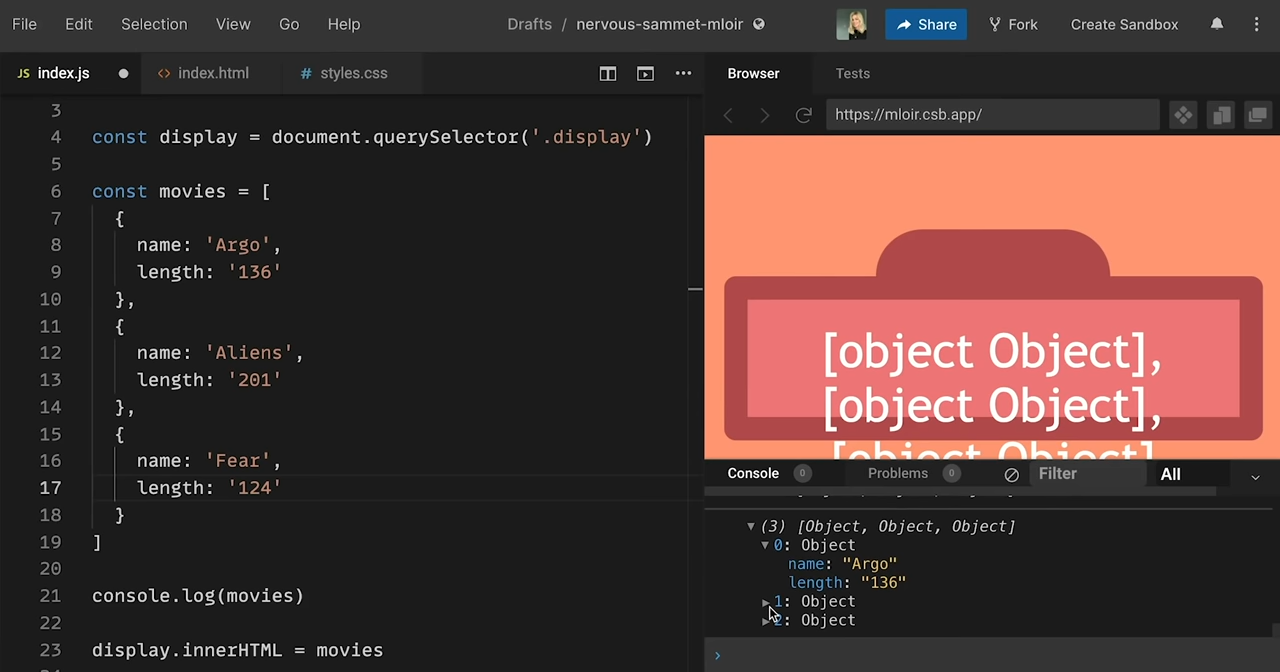 File Edit Selection View Go Help Drafts / nervous-sammet-mloir Share Fork Create Sandbox
JS index.js <> index.html # styles.css Browser Tests
https://mloir.csb.app/
3
4 const display = document.querySelector('.display')
5
6 const movies = [
7 {
8 name: 'Argo',
9 length: '136'
10 },
11 {
12 name: 'Aliens',
13 length: '201'
14 },
15 {
16 name: 'Fear',
17 length: '124'
18 }
19 ]
20
21 console.log(movies)
22
23 display.innerHTML = movies
[object Object],
[object Object],
[object Object]
Console 0 Problems 0 Filter All
(3) [Object, Object, Object]
0: Object
name: "Argo"
length: "136"
1: Object
2: Object